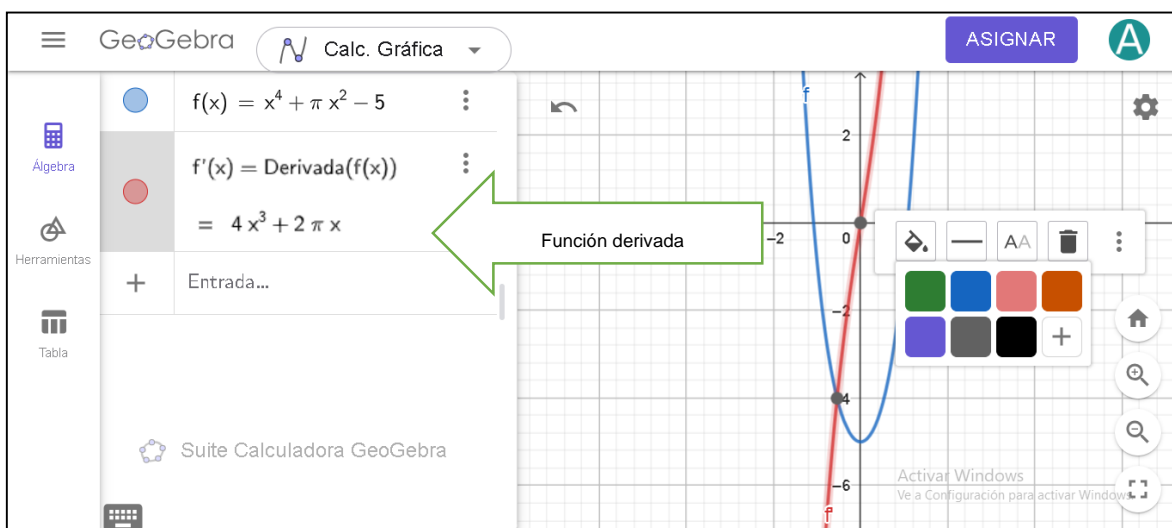 GeoGebra
Calc. Gráfica
ASIGNAR
A
f(x) = x⁴ + π x² − 5
f'(x) = Derivada(f(x))
= 4 x³ + 2 π x
Entrada...
Álgebra
Herramientas
Tabla
Suite Calculadora GeoGebra
Función derivada
f
2
−2
0
−2
4
−6
f'
AA
Activar Windows
Ve a Configuración para activar Windows.